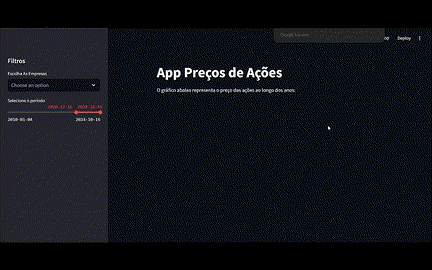 Deploy
Filtros
Escolha As Empresas
Choose an option
Selecione o período
2010-01-04
2024-10-16
App Preços de Ações
O gráfico abaixo representa o preço das ações ao longo dos anos: